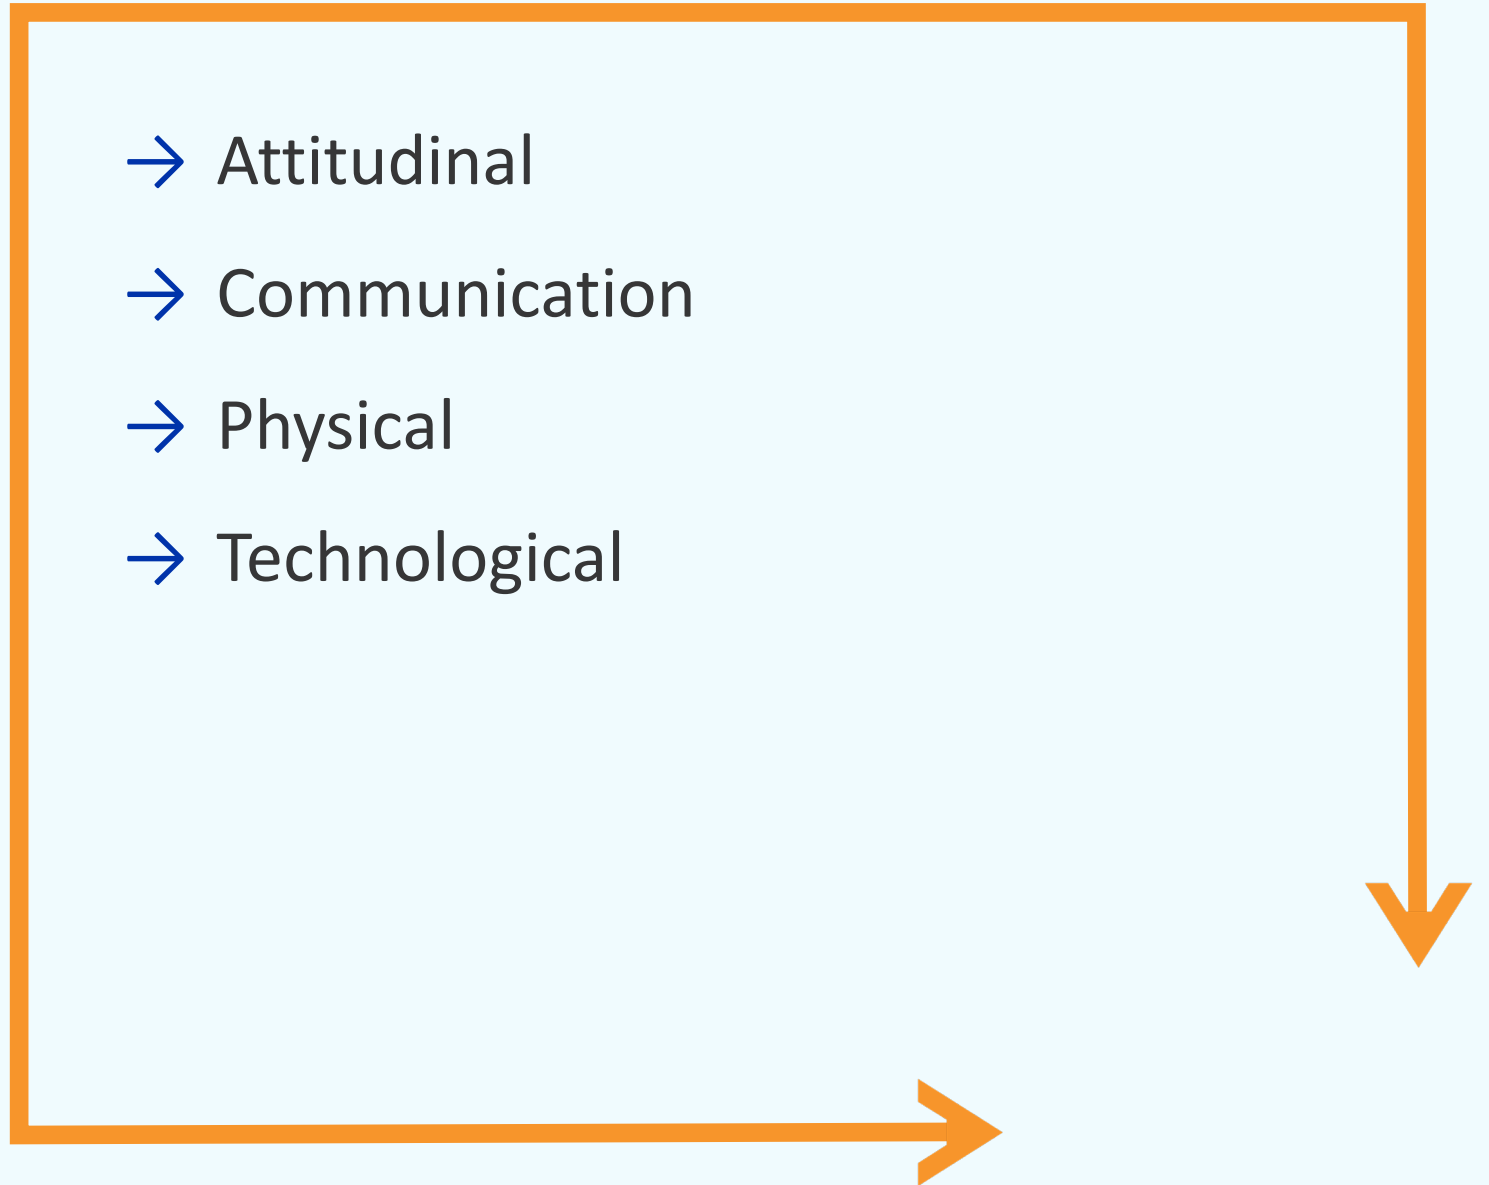 → Attitudinal
→ Communication
→ Physical
→ Technological